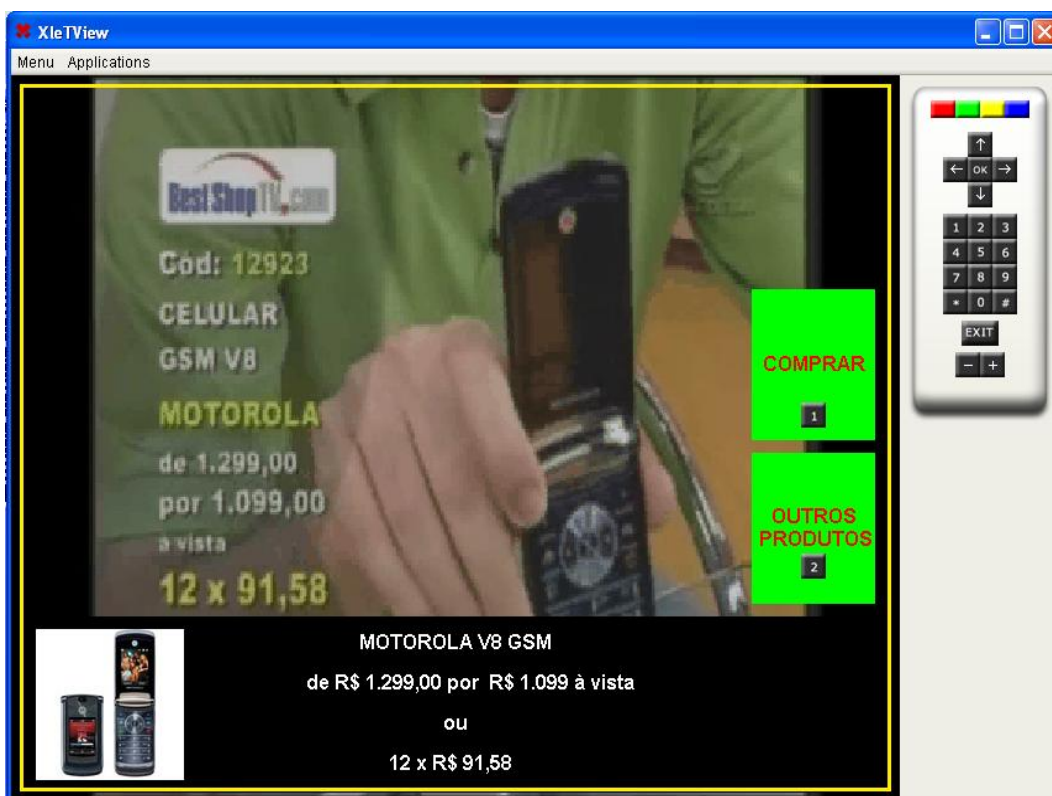 XleTView
Menu Applications
BestShopTV.com
Cód: 12923
CELULAR
GSM V8
MOTOROLA
de 1.299,00
por 1.099,00
à vista
12 x 91,58
COMPRAR
1
OUTROS
PRODUTOS
2
MOTOROLA V8 GSM
de R$ 1.299,00 por R$ 1.099 à vista
ou
12 x R$ 91,58
OK
1 2 3
4 5 6
7 8 9
* 0 #
EXIT
- +